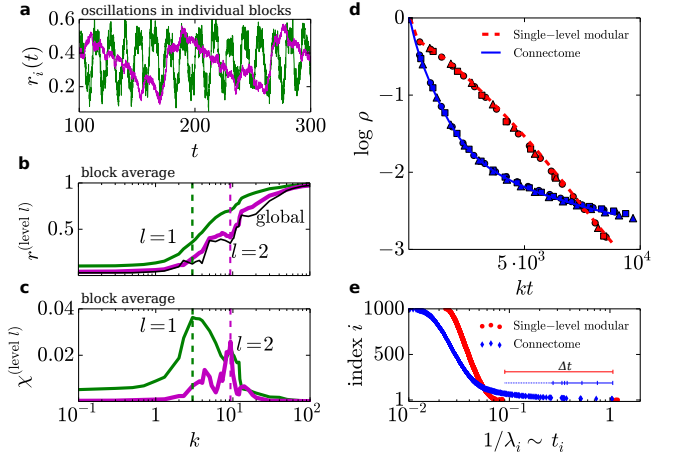 a
oscillations in individual blocks
0.6
0.4
0.2
r_i(t)
100
200
300
t
b
block average
1
0.5
r^(level l)
l=1
global
l=2
c
block average
0.04
0.02
χ^(level l)
l=1
l=2
10^−1
1
10^1
10^2
k
d
0
−1
−2
−3
log ρ
Single−level modular
Connectome
5·10^3
10^4
kt
e
1000
500
1
index i
Single−level modular
Connectome
Δt
10^−2
10^−1
1
1/λ_i ∼ t_i